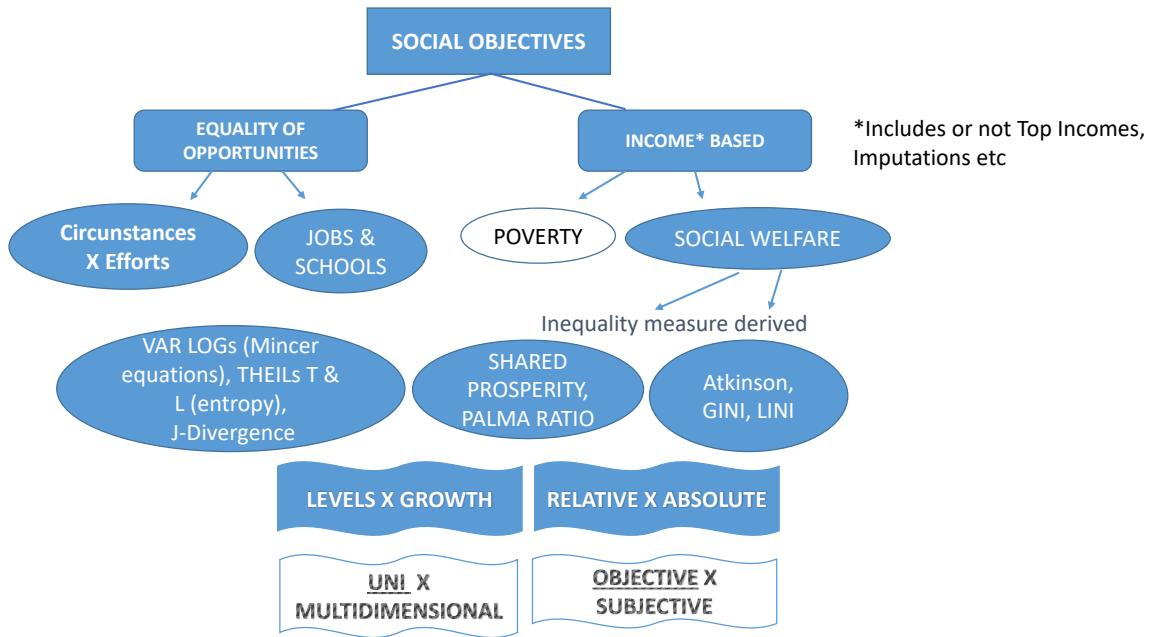 SOCIAL OBJECTIVES
EQUALITY OF
OPPORTUNITIES
INCOME* BASED
*Includes or not Top Incomes,
Imputations etc
Circunstances
X Efforts
JOBS &
SCHOOLS
POVERTY
SOCIAL WELFARE
Inequality measure derived
VAR LOGs (Mincer
equations), THEILs T &
L (entropy),
J-Divergence
SHARED
PROSPERITY,
PALMA RATIO
Atkinson,
GINI, LINI
LEVELS X GROWTH
RELATIVE X ABSOLUTE
UNI X
MULTIDIMENSIONAL
OBJECTIVE X
SUBJECTIVE